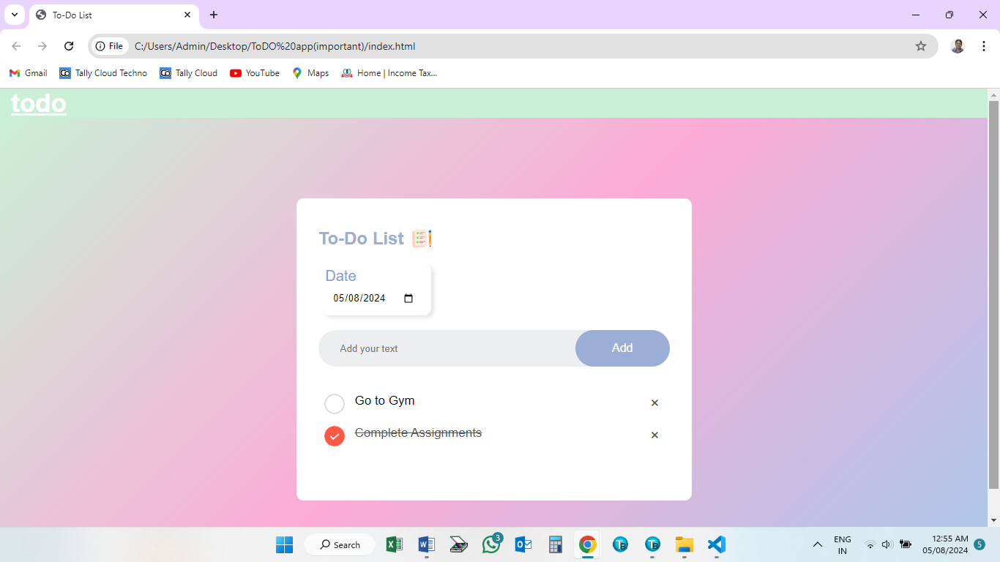 To-Do List
File
C:/Users/Admin/Desktop/ToDO%20app(important)/index.html
Gmail
Tally Cloud Techno
Tally Cloud
YouTube
Maps
Home | Income Tax...
todo
To-Do List
Date
05/08/2024
Add your text
Add
Go to Gym
Complete Assignments
Search
3
ENG
IN
12:55 AM
05/08/2024
5